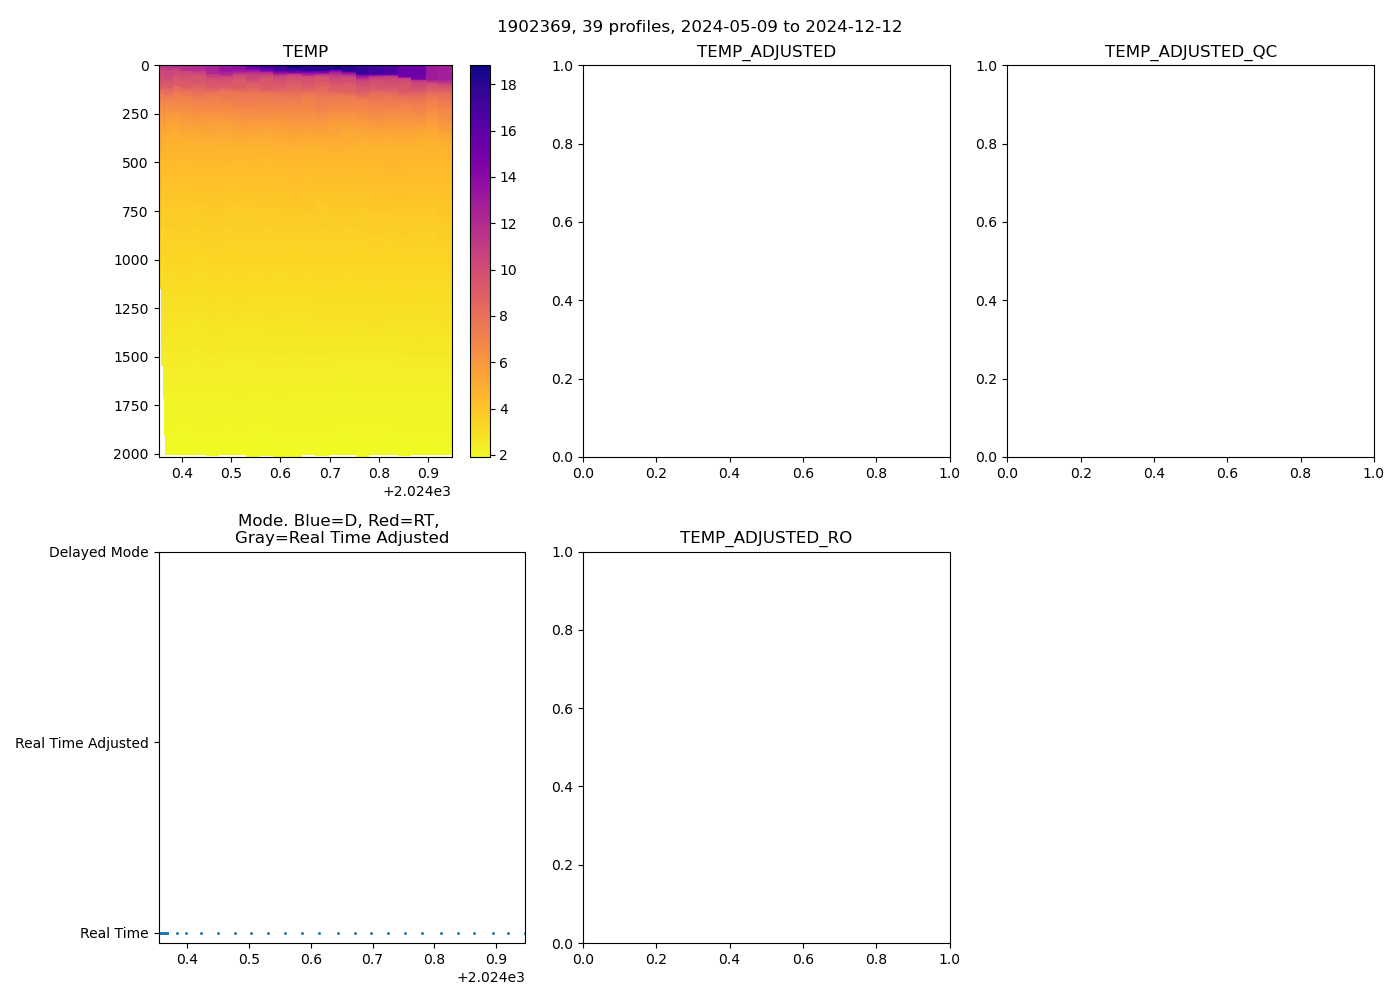 1902369, 39 profiles, 2024-05-09 to 2024-12-12
TEMP
0
250
500
750
1000
1250
1500
1750
2000
0.4 0.5 0.6 0.7 0.8 0.9
+2.024e3
18
16
14
12
10
8
6
4
2
TEMP_ADJUSTED
1.0
0.8
0.6
0.4
0.2
0.0
0.0 0.2 0.4 0.6 0.8 1.0
TEMP_ADJUSTED_QC
1.0
0.8
0.6
0.4
0.2
0.0
0.0 0.2 0.4 0.6 0.8 1.0
Mode. Blue=D, Red=RT,
Gray=Real Time Adjusted
Delayed Mode
Real Time Adjusted
Real Time
0.4 0.5 0.6 0.7 0.8 0.9
+2.024e3
TEMP_ADJUSTED_RO
1.0
0.8
0.6
0.4
0.2
0.0
0.0 0.2 0.4 0.6 0.8 1.0